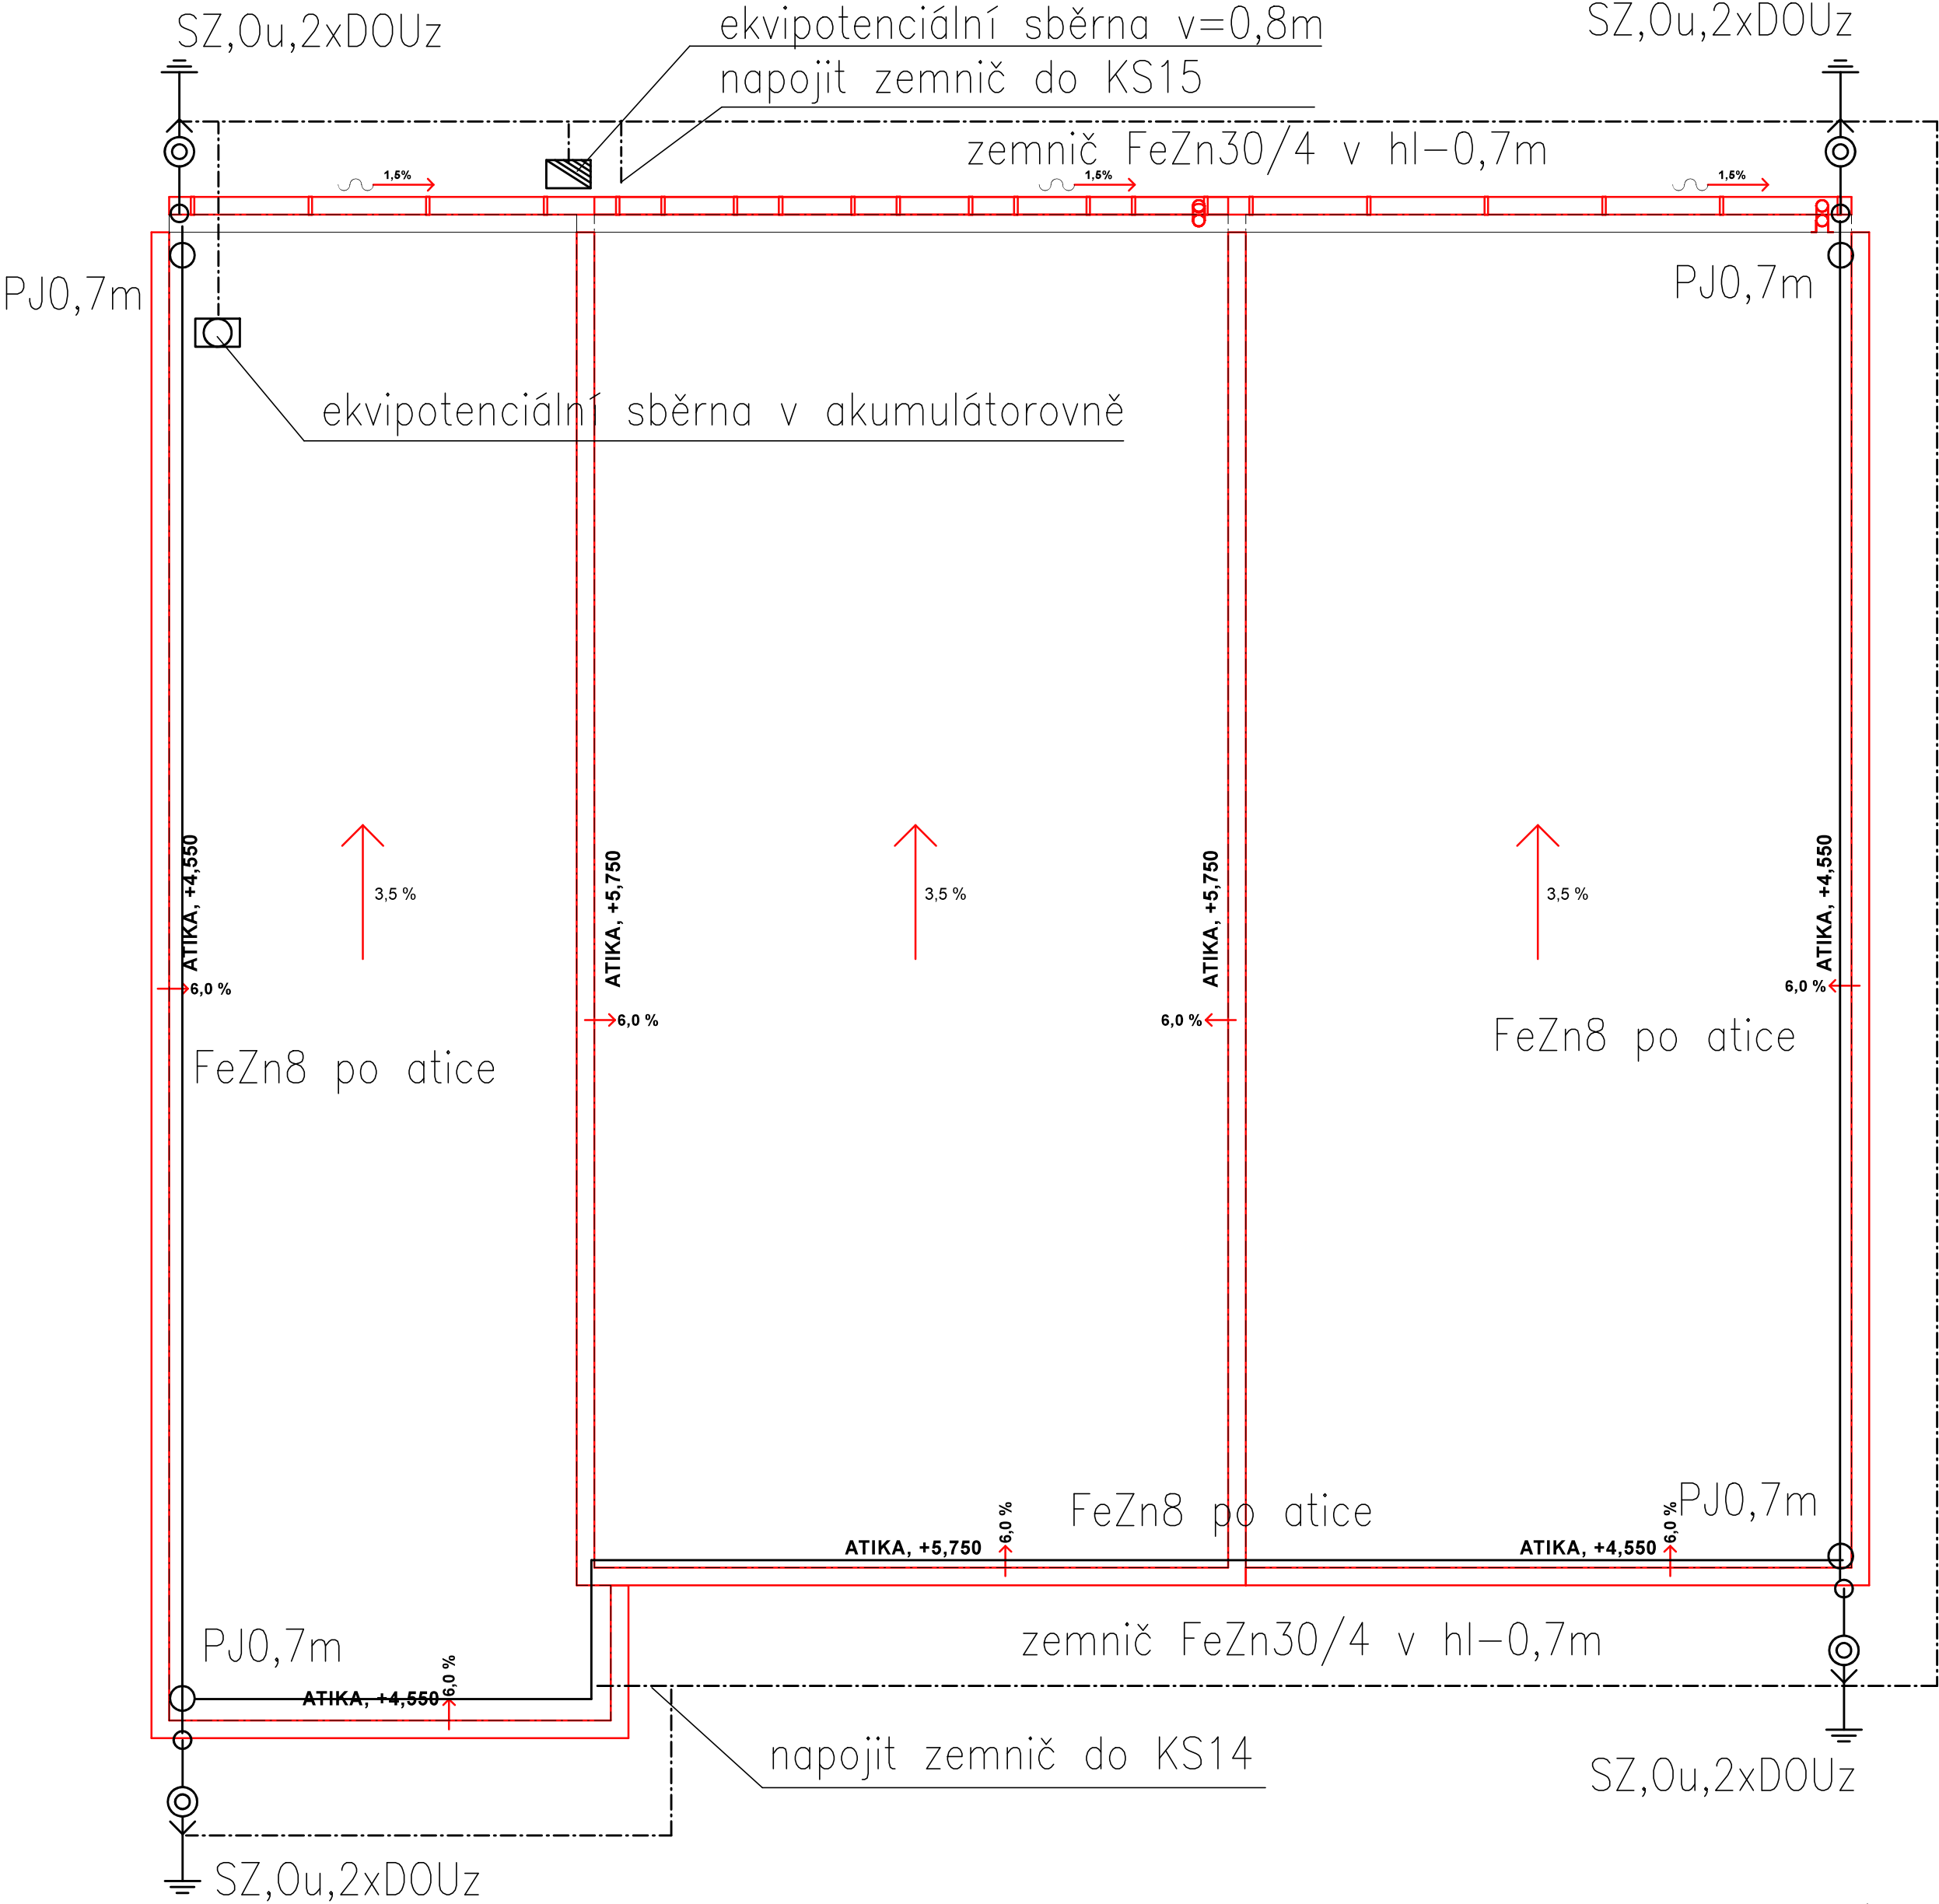 SZ,Ou,2xDOUz
ekvipotenciální sběrna v=0,8m
SZ,Ou,2xDOUz
napojit zemnič do KS15
zemnič FeZn30/4 v hl-0,7m
1,5%
1,5%
1,5%
PJ0,7m
PJ0,7m
ekvipotenciální sběrna v akumulátorovně
ATIKA, +4,550
3,5 %
ATIKA, +5,750
3,5 %
ATIKA, +5,750
3,5 %
ATIKA, +4,550
6,0 %
6,0 %
6,0 %
6,0 %
FeZn8 po atice
FeZn8 po atice
FeZn8 po atice
PJ0,7m
6,0 %
6,0 %
ATIKA, +5,750
ATIKA, +4,550
PJ0,7m
zemnič FeZn30/4 v hl-0,7m
6,0 %
ATIKA, +4,550
napojit zemnič do KS14
SZ,Ou,2xDOUz
SZ,Ou,2xDOUz